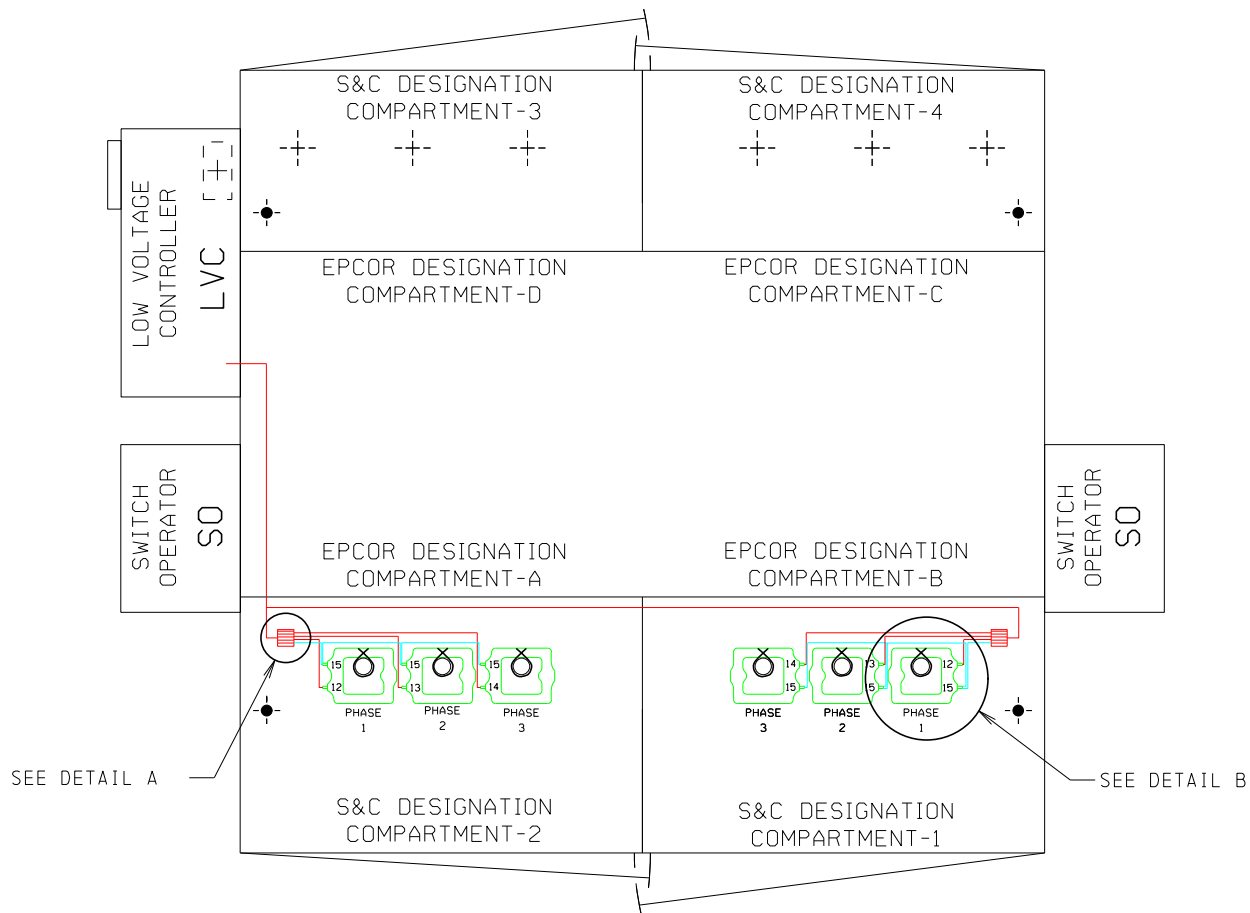 S&C DESIGNATION
COMPARTMENT-3
S&C DESIGNATION
COMPARTMENT-4
LOW VOLTAGE
CONTROLLER
LVC
EPCOR DESIGNATION
COMPARTMENT-D
EPCOR DESIGNATION
COMPARTMENT-C
SWITCH
OPERATOR
SO
EPCOR DESIGNATION
COMPARTMENT-A
EPCOR DESIGNATION
COMPARTMENT-B
SWITCH
OPERATOR
SO
15
12
15
13
15
14
PHASE
1
PHASE
2
PHASE
3
14
15
13
15
12
15
PHASE
3
PHASE
2
PHASE
1
SEE DETAIL A
SEE DETAIL B
S&C DESIGNATION
COMPARTMENT-2
S&C DESIGNATION
COMPARTMENT-1